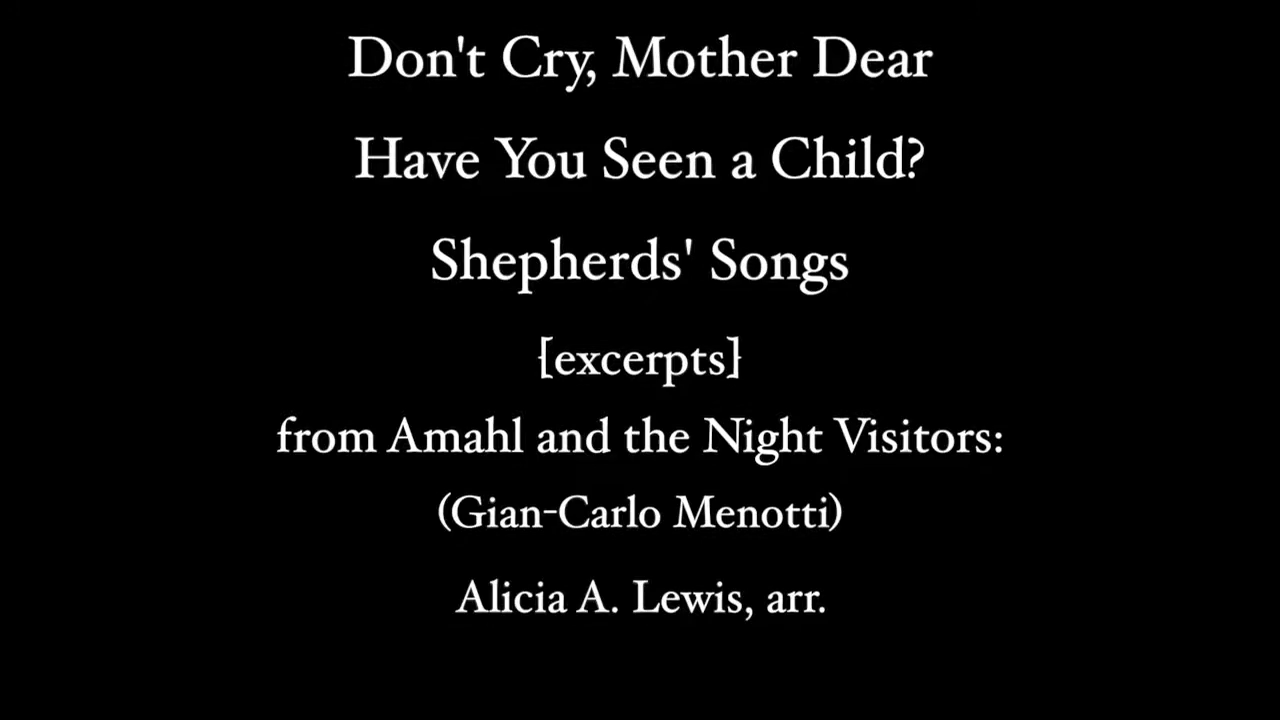 Don't Cry, Mother Dear
Have You Seen a Child?
Shepherds' Songs
[excerpts]
from Amahl and the Night Visitors:
(Gian-Carlo Menotti)
Alicia A. Lewis, arr.